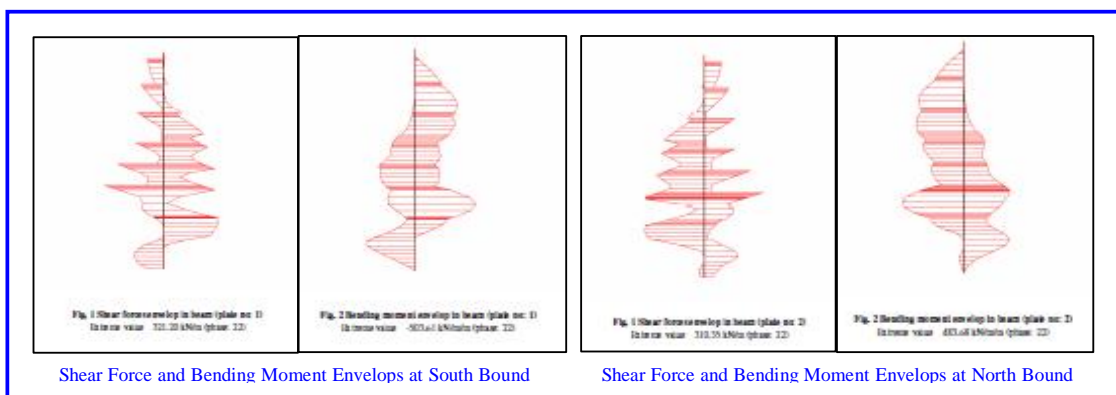 Fig. 1 Shear forces envelop in beam (plate no: 1)
Extreme value 321.20 kN/m (phase: 22)
Fig. 2 Bending moment envelop in beam (plate no: 1)
Extreme value kNm/m (phase: 22)
Fig. 1 Shear forces envelop in beam (plate no: 2)
Extreme value kN/m (phase: 22)
Fig. 2 Bending moment envelop in beam (plate no: 2)
Extreme value kNm/m (phase: 22)
Shear Force and Bending Moment Envelops at South Bound
Shear Force and Bending Moment Envelops at North Bound